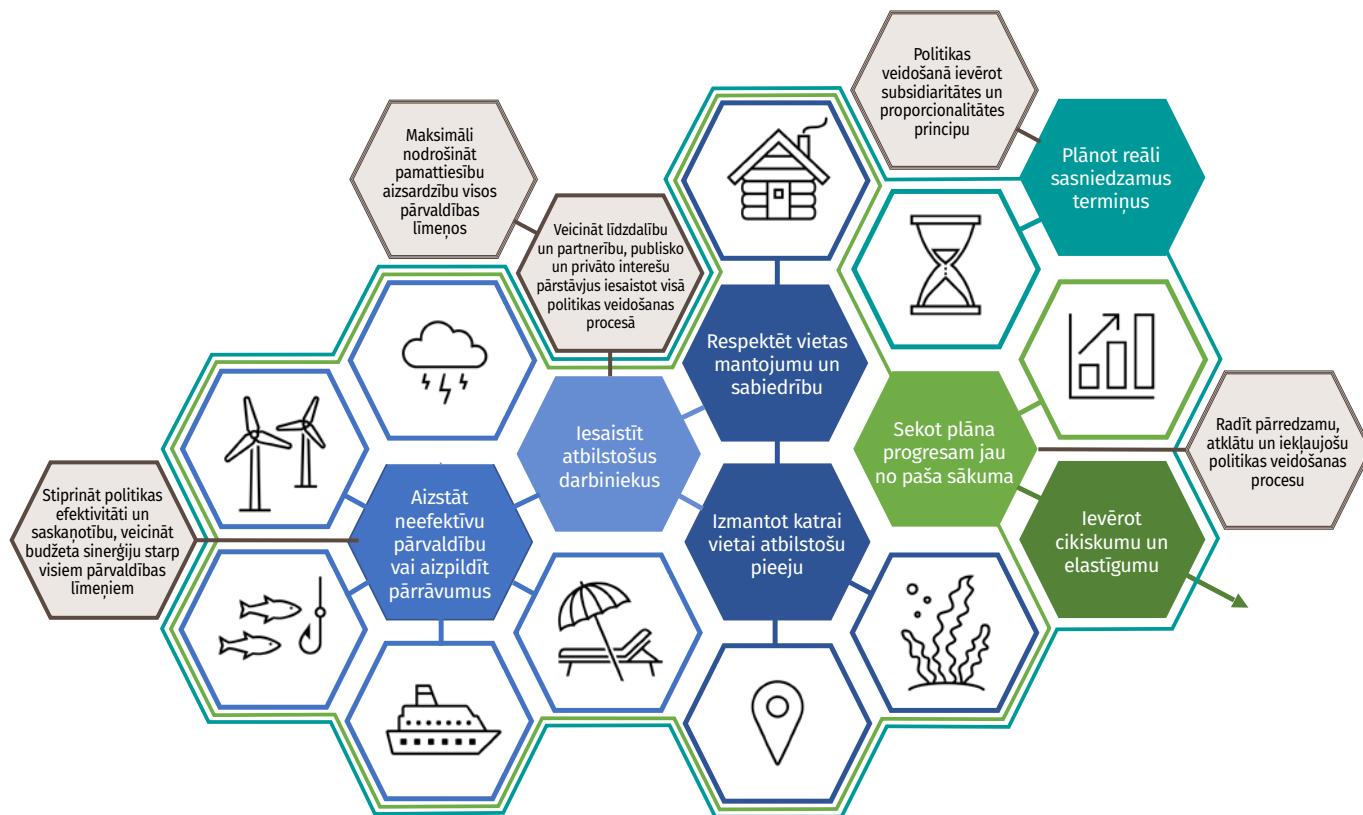 Politikas
veidošanā ievērot
subsidiaritātes un
proporcionalitātes
principu
Maksimāli
nodrošināt
pamattiesību
aizsardzību visos
pārvaldības
līmeņos
Plānot reāli
sasniedzamus
termiņus
Veicināt līdzdalību
un partnerību, publisko
un privāto interešu
pārstāvjus iesaistot visā
politikas veidošanas
procesā
Respektēt vietas
mantojumu un
sabiedrību
Iesaistīt
atbilstošus
darbiniekus
Sekot plāna
progresam jau
no paša sākuma
Radīt pārredzamu,
atklātu un iekļaujošu
politikas veidošanas
procesu
Stiprināt politikas
efektivitāti un
saskaņotību, veicināt
budžeta sinerģiju starp
visiem pārvaldības
līmeņiem
Aizstāt
neefektīvu
pārvaldību
vai aizpildīt
pārrāvumus
Izmantot katrai
vietai atbilstošu
pieeju
Ievērot
cikiskumu un
elastīgumu